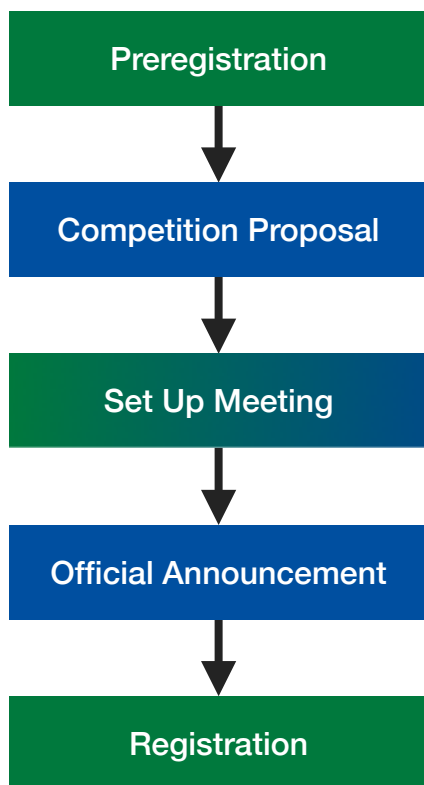 Preregistration
Competition Proposal
Set Up Meeting
Official Announcement
Registration